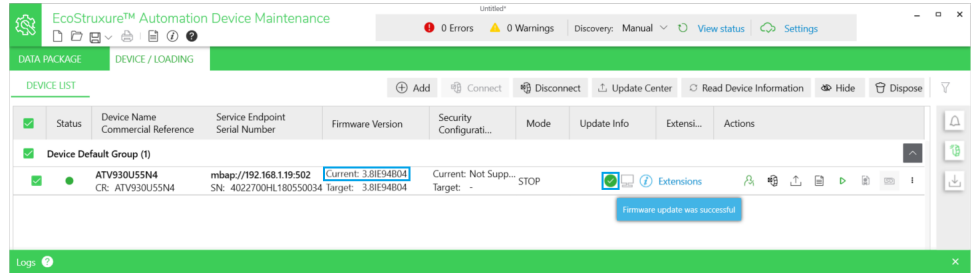 Untitled*
EcoStruxure™ Automation Device Maintenance
0 Errors 0 Warnings Discovery: Manual View status Settings
DATA PACKAGE DEVICE / LOADING
DEVICE LIST
Add Connect Disconnect Update Center Read Device Information Hide Dispose
Status Device Name Service Endpoint Firmware Version Security Mode Update Info Extensi... Actions
Commercial Reference Serial Number Configurati...
Device Default Group (1)
ATV930U55N4 mbap://192.168.1.19:502 Current: 3.8IE94B04 Current: Not Supp... STOP Extensions
CR: ATV930U55N4 SN: 4022700HL180550034 Target: 3.8IE94B04 Target: -
Firmware update was successful
Logs